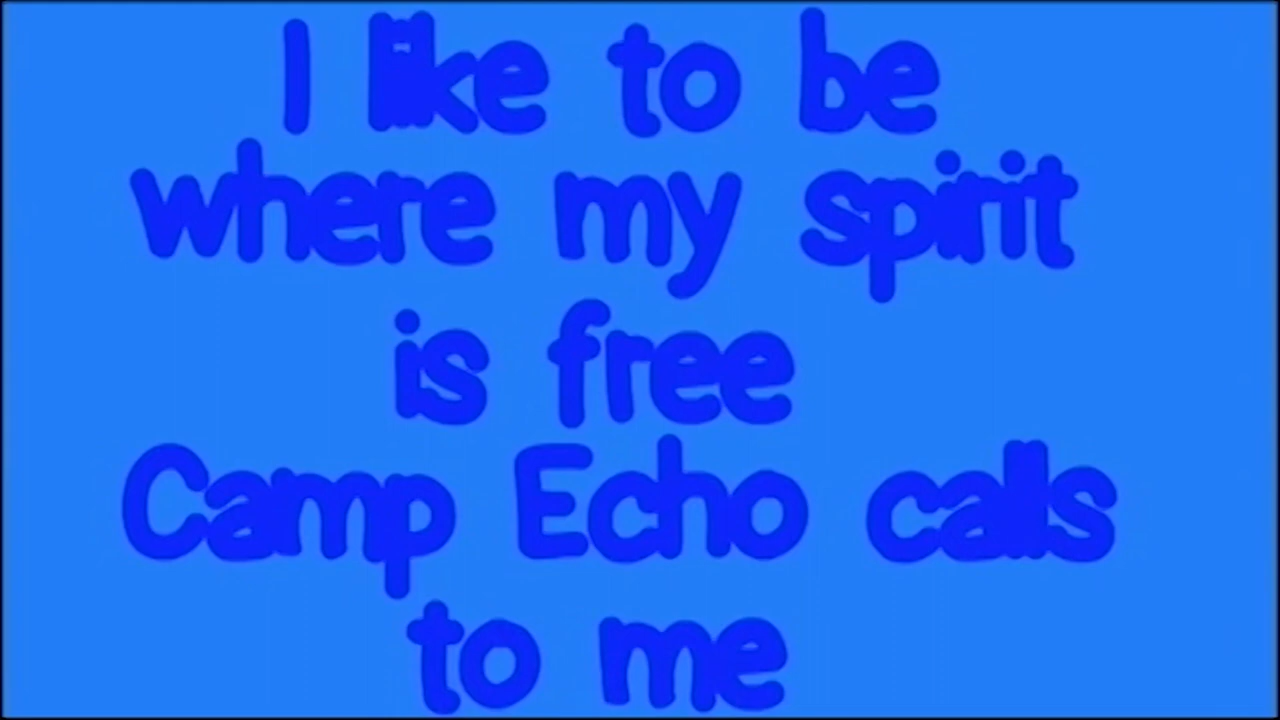 I like to be
where my spirit
is free
Camp Echo calls
to me